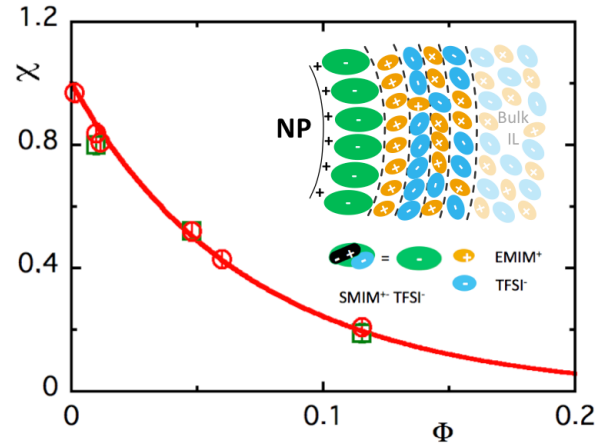 1.2
χ
0.8
0.4
0
0
0.1
0.2
Φ
NP
Bulk
IL
+
+
+
+
+
-
-
-
-
-
-
= -
EMIM⁺
TFSI⁻
SMIM⁺⁻ TFSI⁻